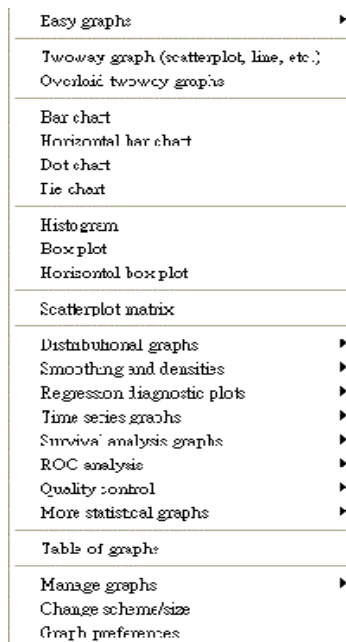 Easy graphs
Twoway graph (scatterplot, line, etc.)
Overlaid twoway graphs
Bar chart
Horizontal bar chart
Dot chart
Pie chart
Histogram
Box plot
Horizontal box plot
Scatterplot matrix
Distributional graphs
Smoothing and densities
Regression diagnostic plots
Time series graphs
Survival analysis graphs
ROC analysis
Quality control
More statistical graphs
Table of graphs
Manage graphs
Change scheme/size
Graph preferences